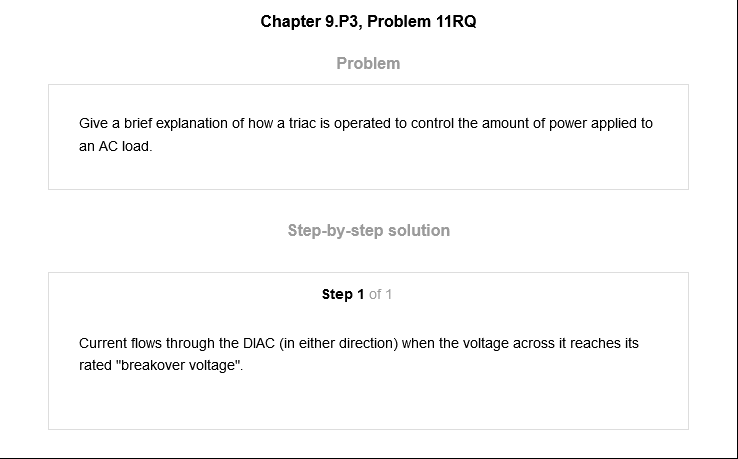 Chapter 9.P3, Problem 11RQ
Problem
Give a brief explanation of how a triac is operated to control the amount of power applied to
an AC load.
Step-by-step solution
Step 1 of 1
Current flows through the DIAC (in either direction) when the voltage across it reaches its
rated "breakover voltage".